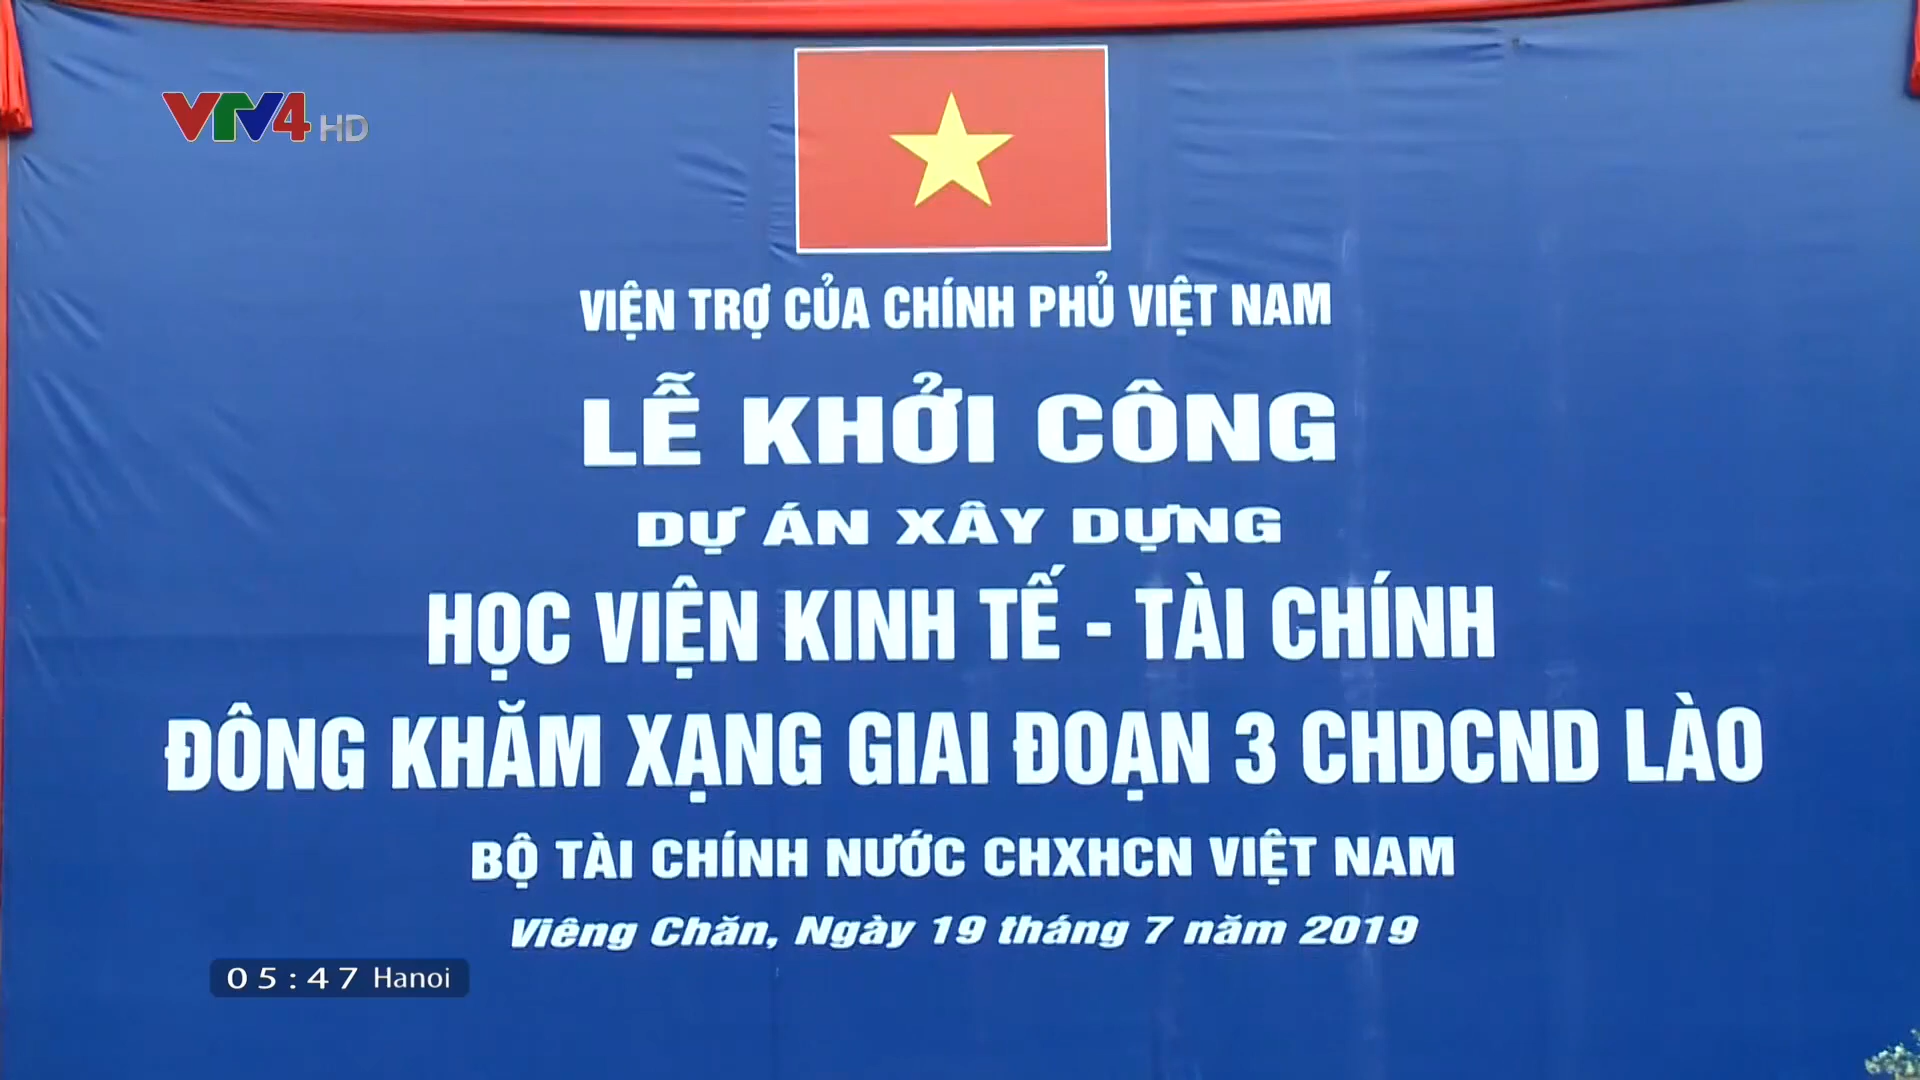 VTV4 HD
VIỆN TRỢ CỦA CHÍNH PHỦ VIỆT NAM
LỄ KHỞI CÔNG
DỰ ÁN XÂY DỰNG
HỌC VIỆN KINH TẾ - TÀI CHÍNH
ĐÔNG KHĂM XẠNG GIAI ĐOẠN 3 CHDCND LÀO
BỘ TÀI CHÍNH NƯỚC CHXHCN VIỆT NAM
Viêng Chăn, Ngày 19 tháng 7 năm 2019
05:47 Hanoi